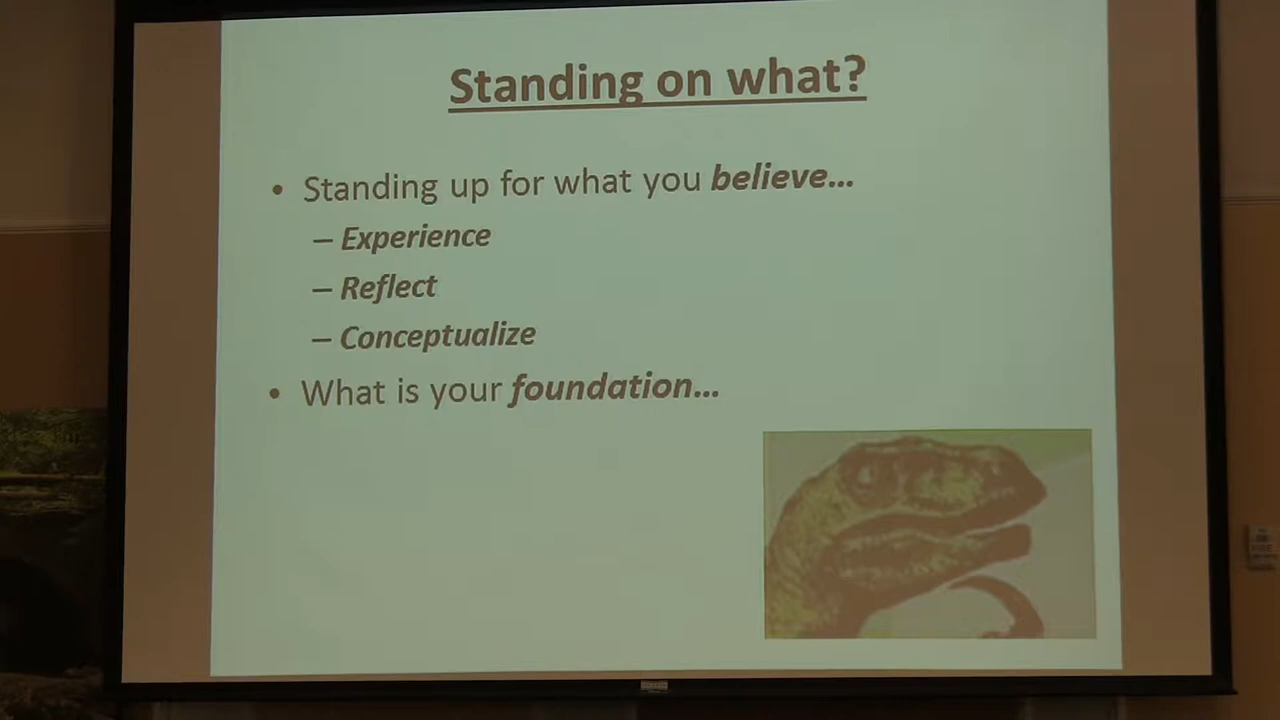 Standing on what?
• Standing up for what you believe...
– Experience
– Reflect
– Conceptualize
• What is your foundation...